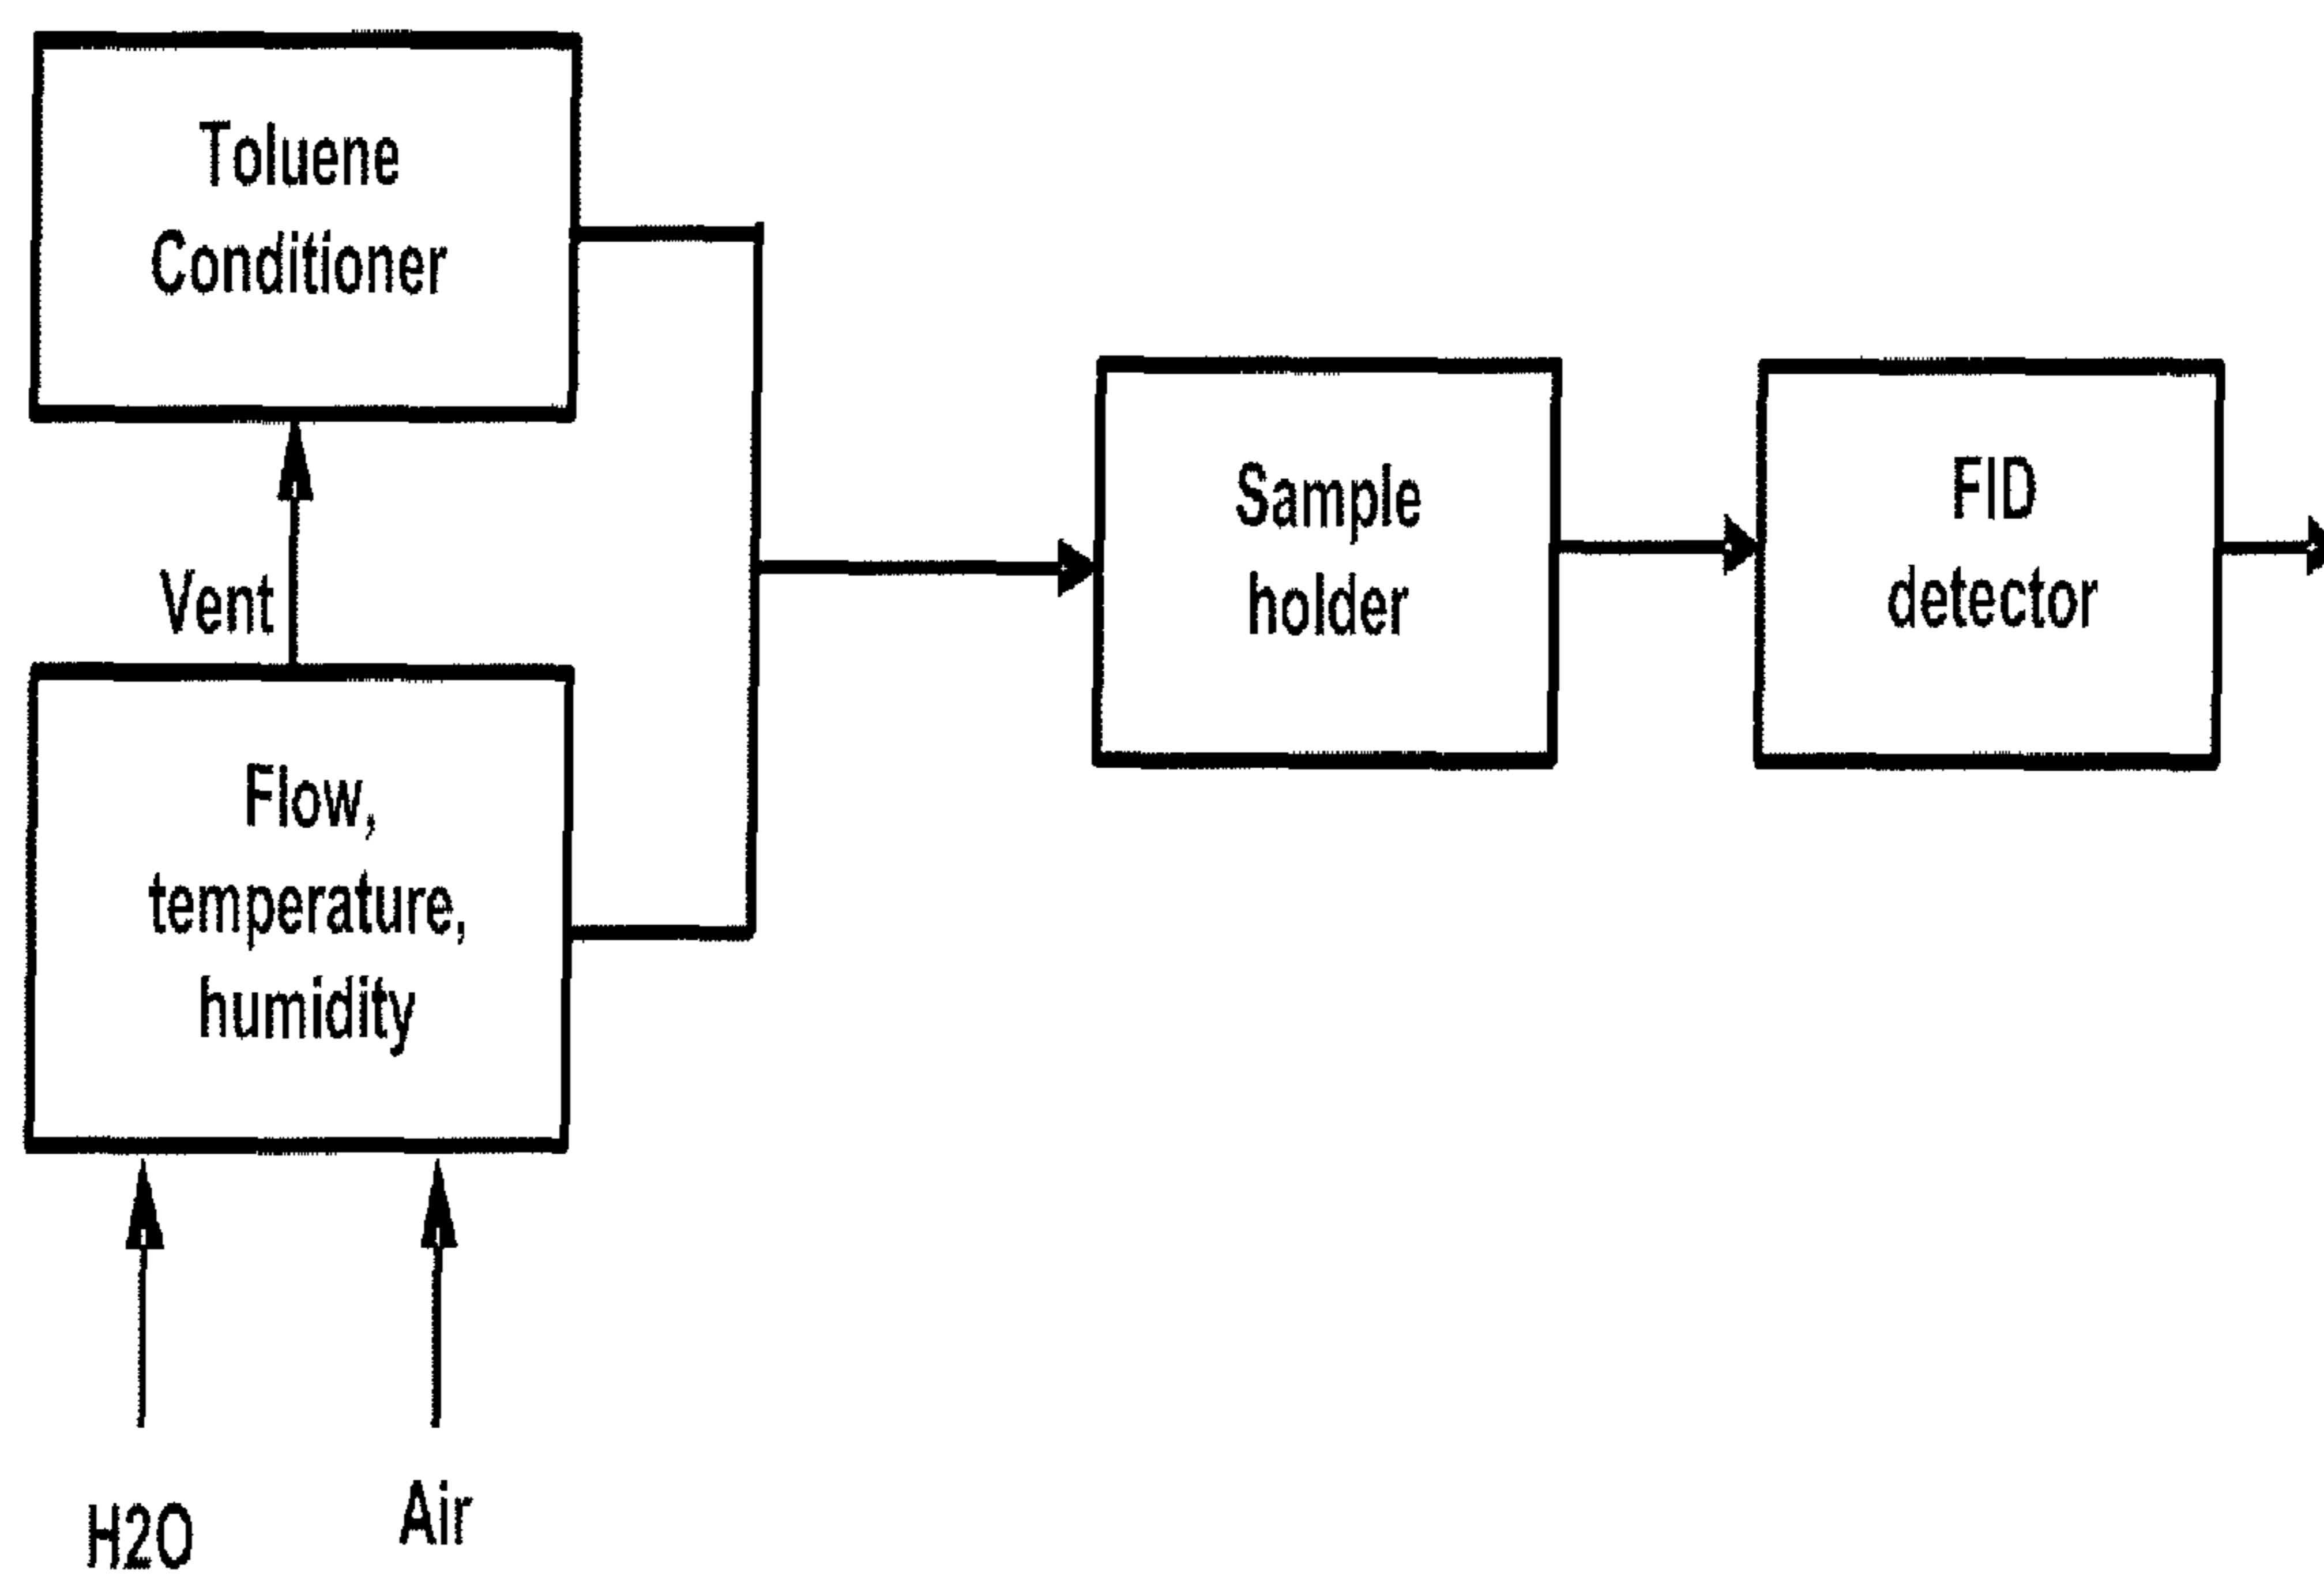 Toluene
Conditioner
Vent
Flow,
temperature,
humidity
H2O
Air
Sample
holder
FID
detector